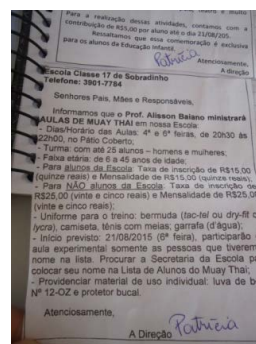 Para a realização dessas atividades, contamos com a
contribuição de R$5,00 por aluno até o dia 21/08/205.
Ressaltamos que essa comemoração é exclusiva
para os alunos de Educação Infantil.
Patrícia
Atenciosamente,
A direção
Escola Classe 17 de Sobradinho
Telefone: 3901-7784
Senhores Pais, Mães e Responsáveis,
Informamos que o Prof. Alisson Baiano ministrará
AULAS DE MUAY THAI em nossa Escola:
- Dias/Horário das Aulas: 4ª e 6ª feiras, de 20h30 às
22h00, no Pátio Coberto;
- Turma: com até 25 alunos – homens e mulheres;
- Faixa etária: de 6 a 45 anos de idade;
- Para alunos da Escola: Taxa de inscrição de R$15,00
(quinze reais) e Mensalidade de R$15,00 (quinze reais)
- Para NÃO alunos da Escola: Taxa de inscrição de
R$25,00 (vinte e cinco reais) e Mensalidade de R$25,00
(vinte e cinco reais);
- Uniforme para o treino: bermuda (tac-tel ou dry-fit o
lycra), camiseta, tênis com meias; garrafa (d'água);
- Início previsto: 21/08/2015 (6ª feira), participarão
aula experimental somente as pessoas que tiverem
nome na lista. Procurar a Secretaria da Escola p
colocar seu nome na Lista de Alunos do Muay Thai;
- Providenciar material de uso individual: luva de b
Nº 12-OZ e protetor bucal.
Atenciosamente,
A Direção Patrícia